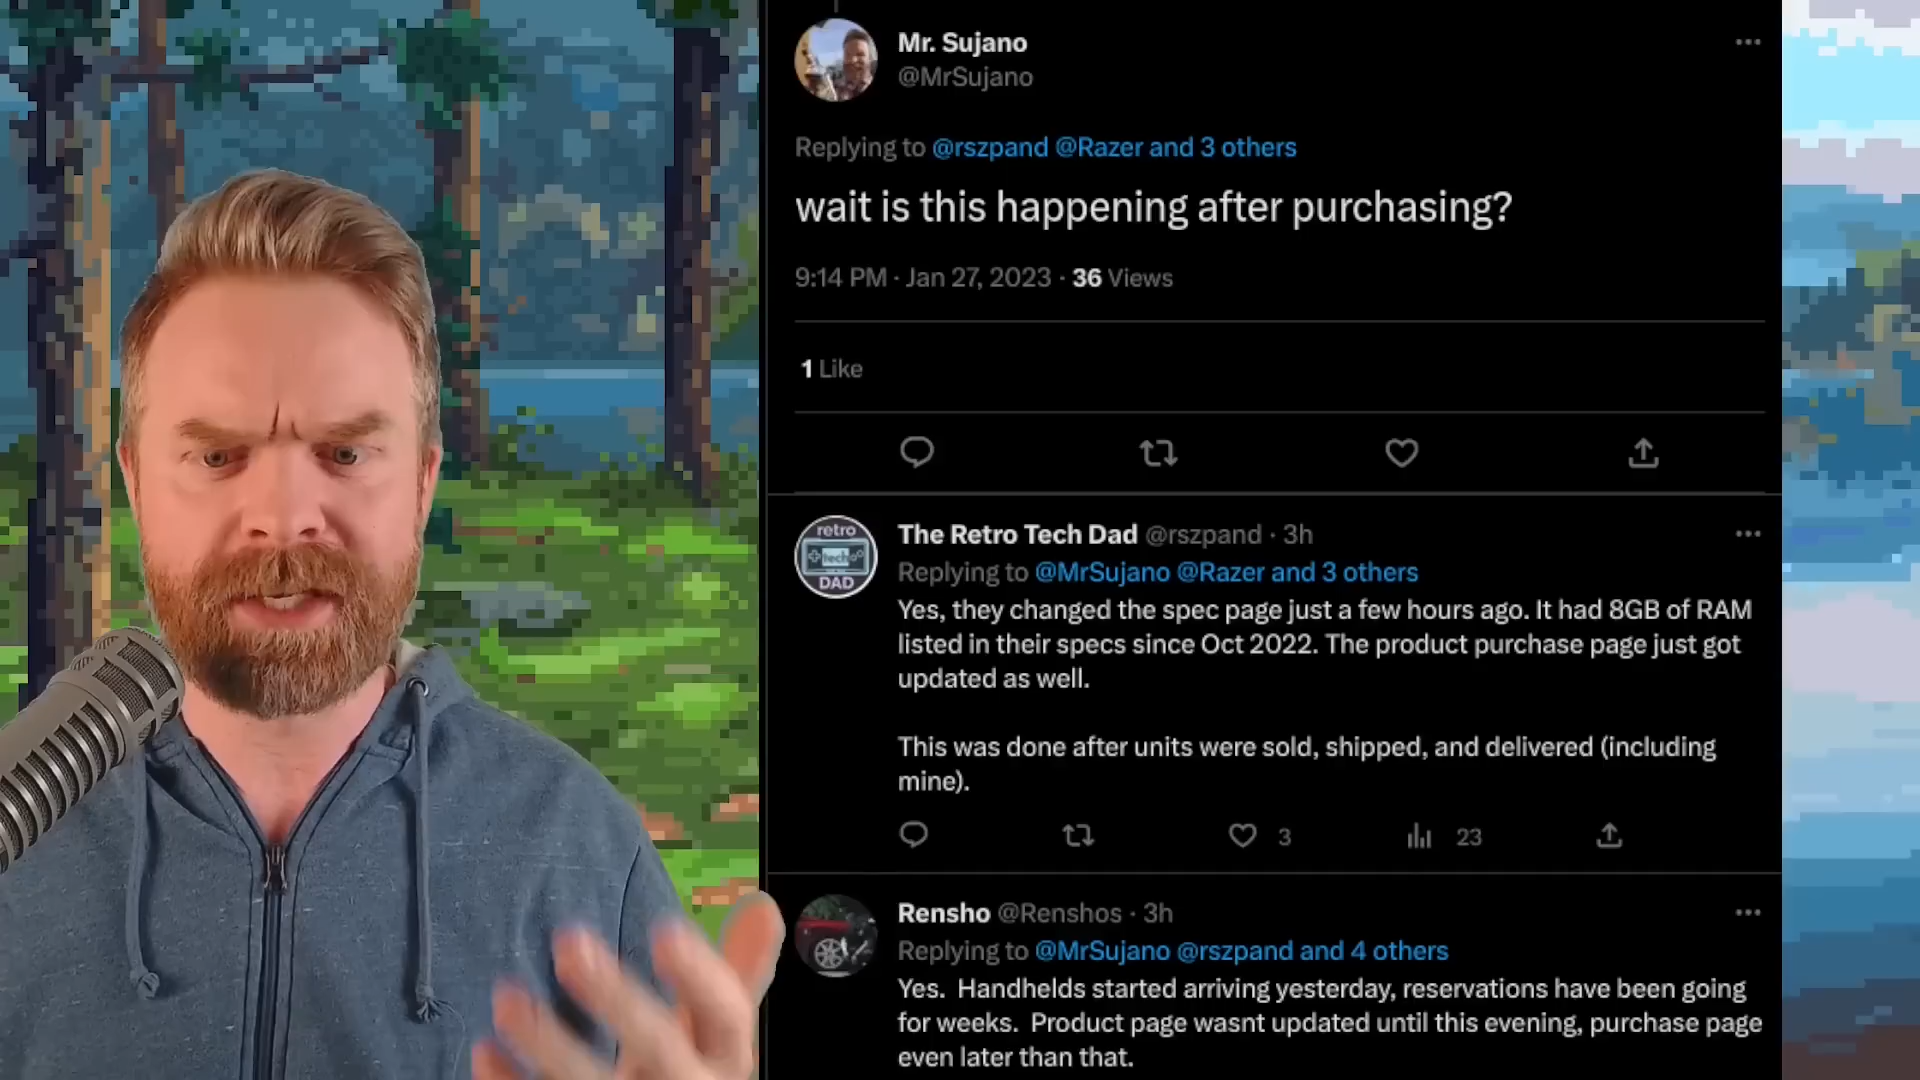 Mr. Sujano
@MrSujano
Replying to @rszpand @Razer and 3 others
wait is this happening after purchasing?
9:14 PM · Jan 27, 2023 · 36 Views
1 Like
retro
tech
DAD
The Retro Tech Dad @rszpand · 3h
Replying to @MrSujano @Razer and 3 others
Yes, they changed the spec page just a few hours ago. It had 8GB of RAM
listed in their specs since Oct 2022. The product purchase page just got
updated as well.
This was done after units were sold, shipped, and delivered (including
mine).
3
23
Rensho @Renshos · 3h
Replying to @MrSujano @rszpand and 4 others
Yes.  Handhelds started arriving yesterday, reservations have been going
for weeks.  Product page wasnt updated until this evening, purchase page
even later than that.